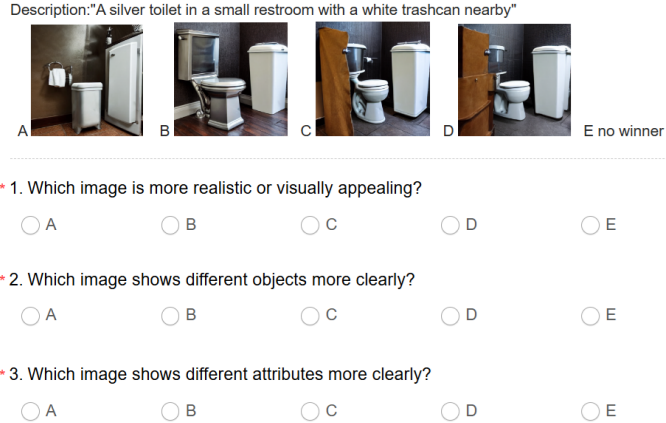 Description:"A silver toilet in a small restroom with a white trashcan nearby"
A B C D E no winner
* 1. Which image is more realistic or visually appealing?
A B C D E
* 2. Which image shows different objects more clearly?
A B C D E
* 3. Which image shows different attributes more clearly?
A B C D E